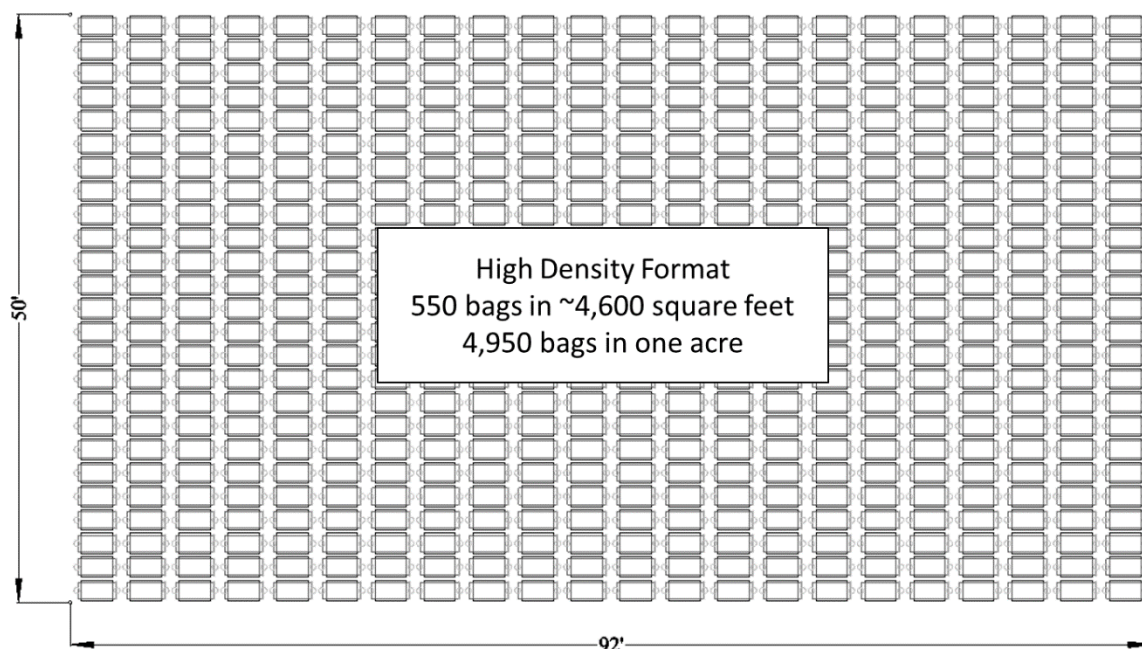 50'
High Density Format
550 bags in ~4,600 square feet
4,950 bags in one acre
92'